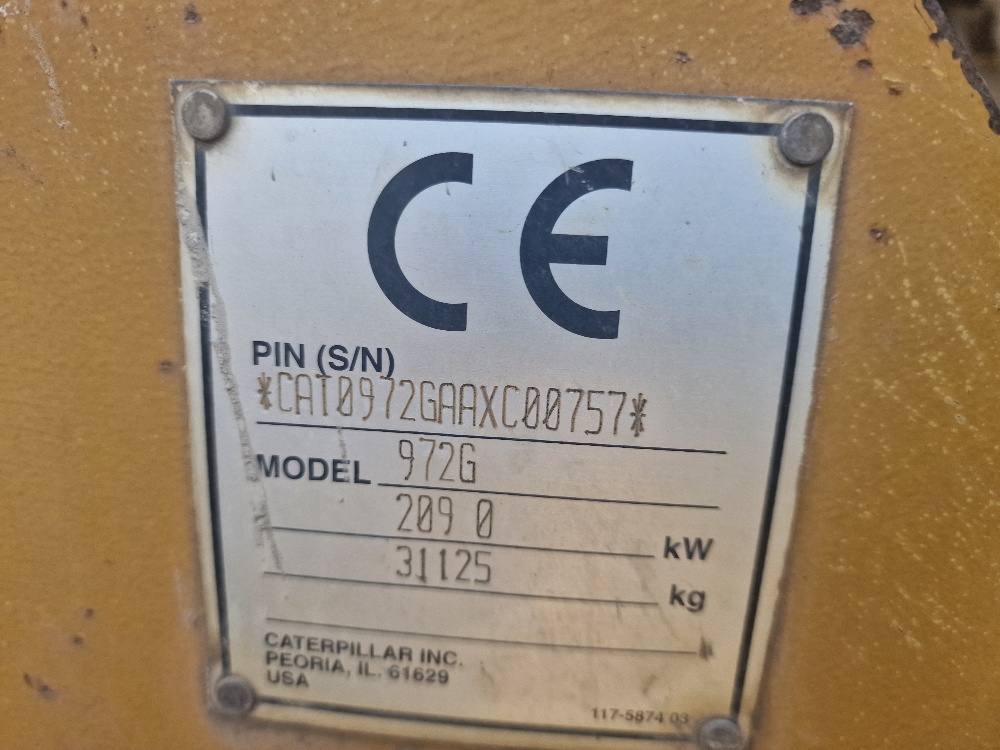 CE
PIN (S/N)
*CAT0972GAAXC00757*
MODEL 972G
209 0 kW
31125 kg
CATERPILLAR INC.
PEORIA, IL. 61629
USA
117-5874 03